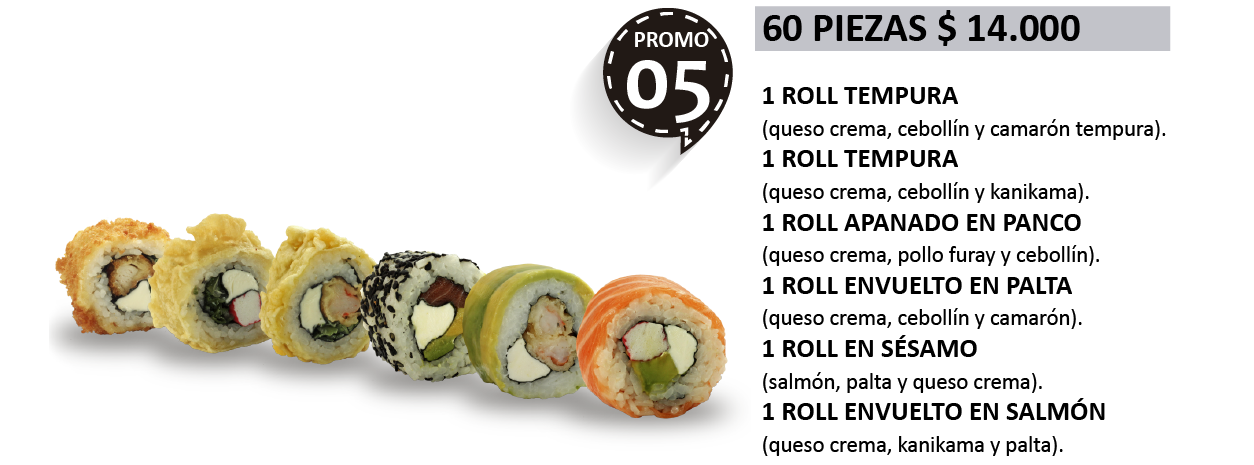 PROMO
05
60 PIEZAS $ 14.000
1 ROLL TEMPURA
(queso crema, cebollín y camarón tempura).
1 ROLL TEMPURA
(queso crema, cebollín y kanikama).
1 ROLL APANADO EN PANCO
(queso crema, pollo furay y cebollín).
1 ROLL ENVUELTO EN PALTA
(queso crema, cebollín y camarón).
1 ROLL EN SÉSAMO
(salmón, palta y queso crema).
1 ROLL ENVUELTO EN SALMÓN
(queso crema, kanikama y palta).